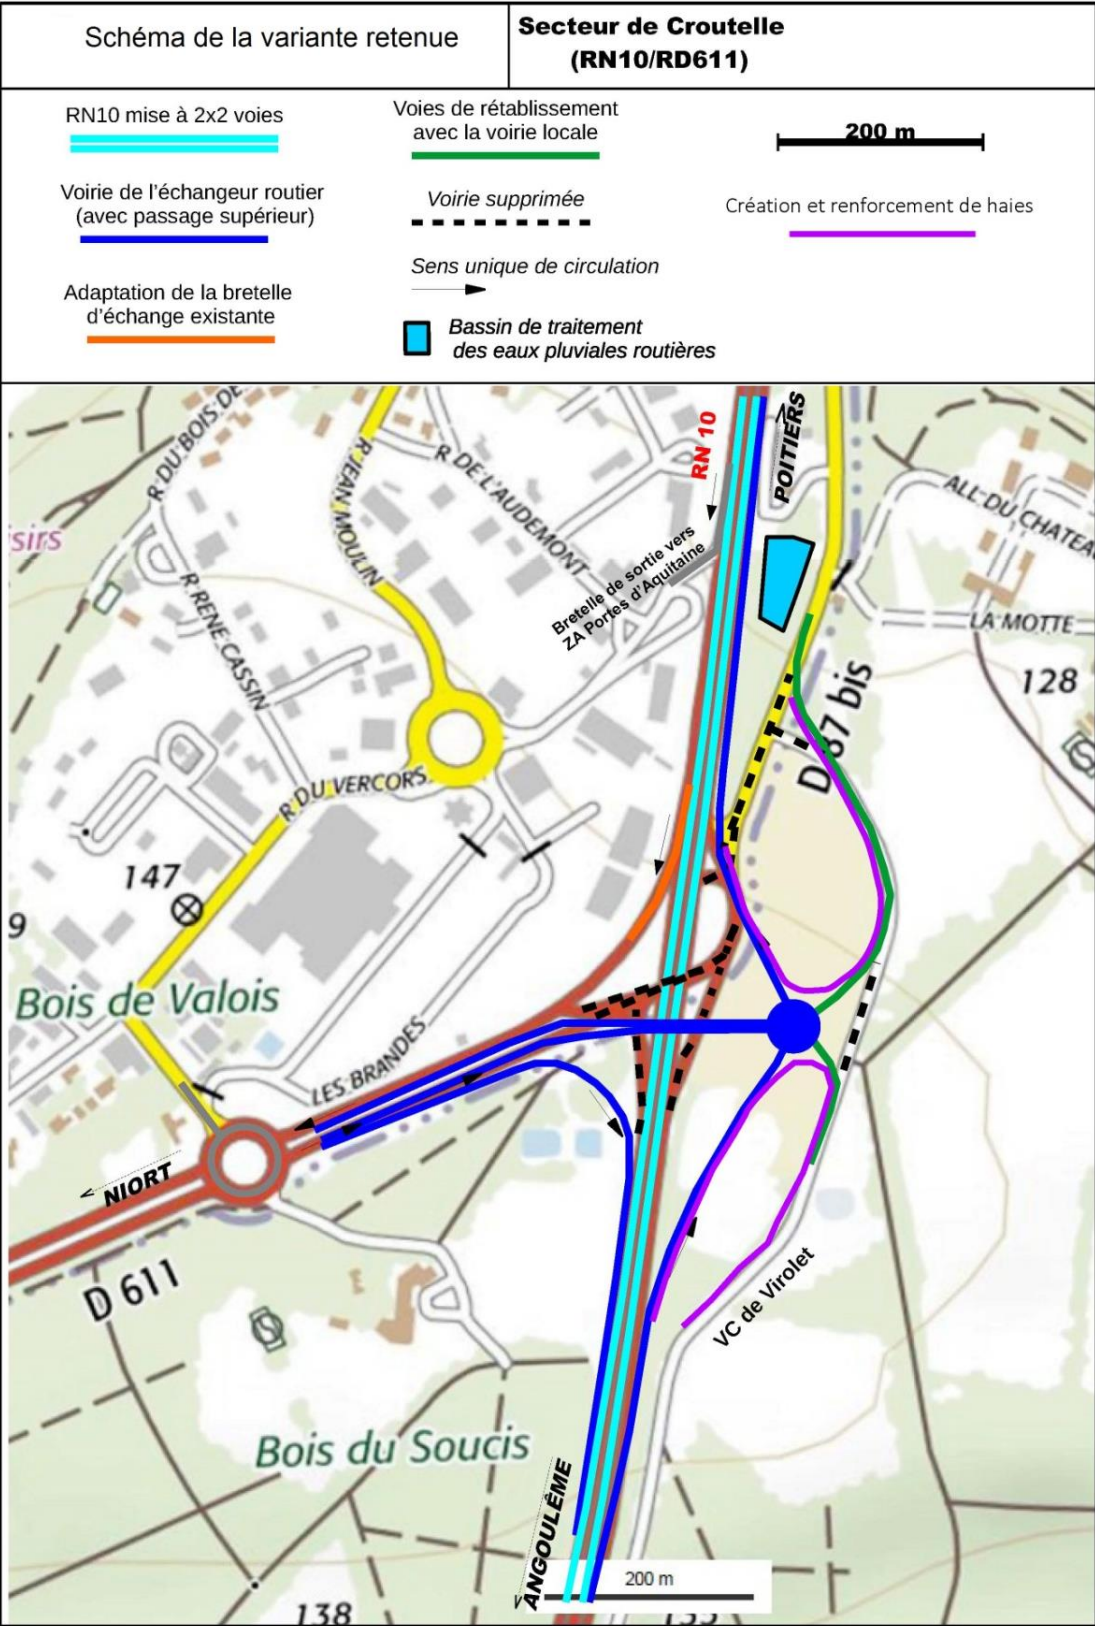 Schéma de la variante retenue
Secteur de Croutelle
(RN10/RD611)
RN10 mise à 2x2 voies
Voirie de l'échangeur routier
(avec passage supérieur)
Adaptation de la bretelle
d'échange existante
Voies de rétablissement
avec la voirie locale
Voirie supprimée
Sens unique de circulation
Bassin de traitement
des eaux pluviales routières
200 m
Création et renforcement de haies
R DU BOIS DE
R JEAN MOULIN
R DE L'AUDEMONT
RN 10
POITIERS
ALL DU CHATEA
sirs
Bretelle de sortie vers
ZA Portes d'Aquitaine
R RENE CASSIN
LA MOTTE
128
D 87 bis
R DU VERCORS
147
9
Bois de Valois
LES BRANDES
NIORT
D 611
VC de Virolet
Bois du Soucis
ANGOULÊME
200 m
138